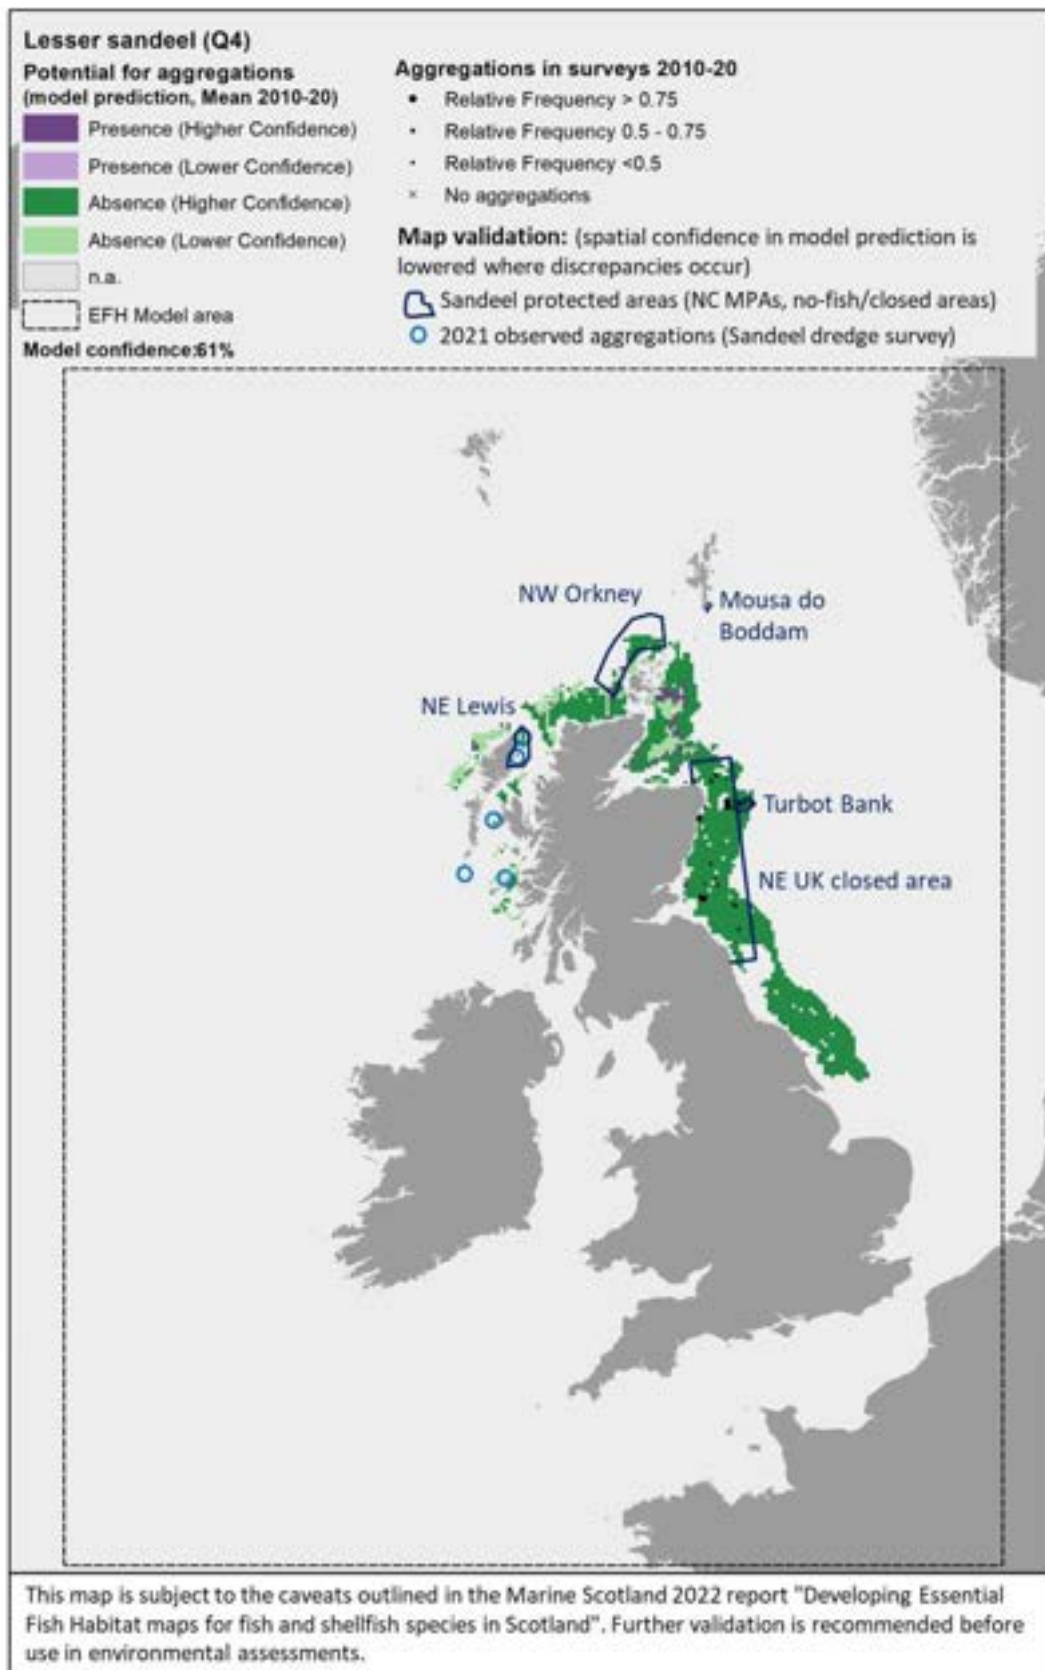 Lesser sandeel (Q4)
Potential for aggregations
(model prediction, Mean 2010-20)
Presence (Higher Confidence)
Presence (Lower Confidence)
Absence (Higher Confidence)
Absence (Lower Confidence)
n.a.
EFH Model area
Model confidence:61%
Aggregations in surveys 2010-20
Relative Frequency > 0.75
Relative Frequency 0.5 - 0.75
Relative Frequency <0.5
No aggregations
Map validation: (spatial confidence in model prediction is
lowered where discrepancies occur)
Sandeel protected areas (NC MPAs, no-fish/closed areas)
2021 observed aggregations (Sandeel dredge survey)
NW Orkney
Mousa do
Boddam
NE Lewis
Turbot Bank
NE UK closed area
This map is subject to the caveats outlined in the Marine Scotland 2022 report "Developing Essential
Fish Habitat maps for fish and shellfish species in Scotland". Further validation is recommended before
use in environmental assessments.